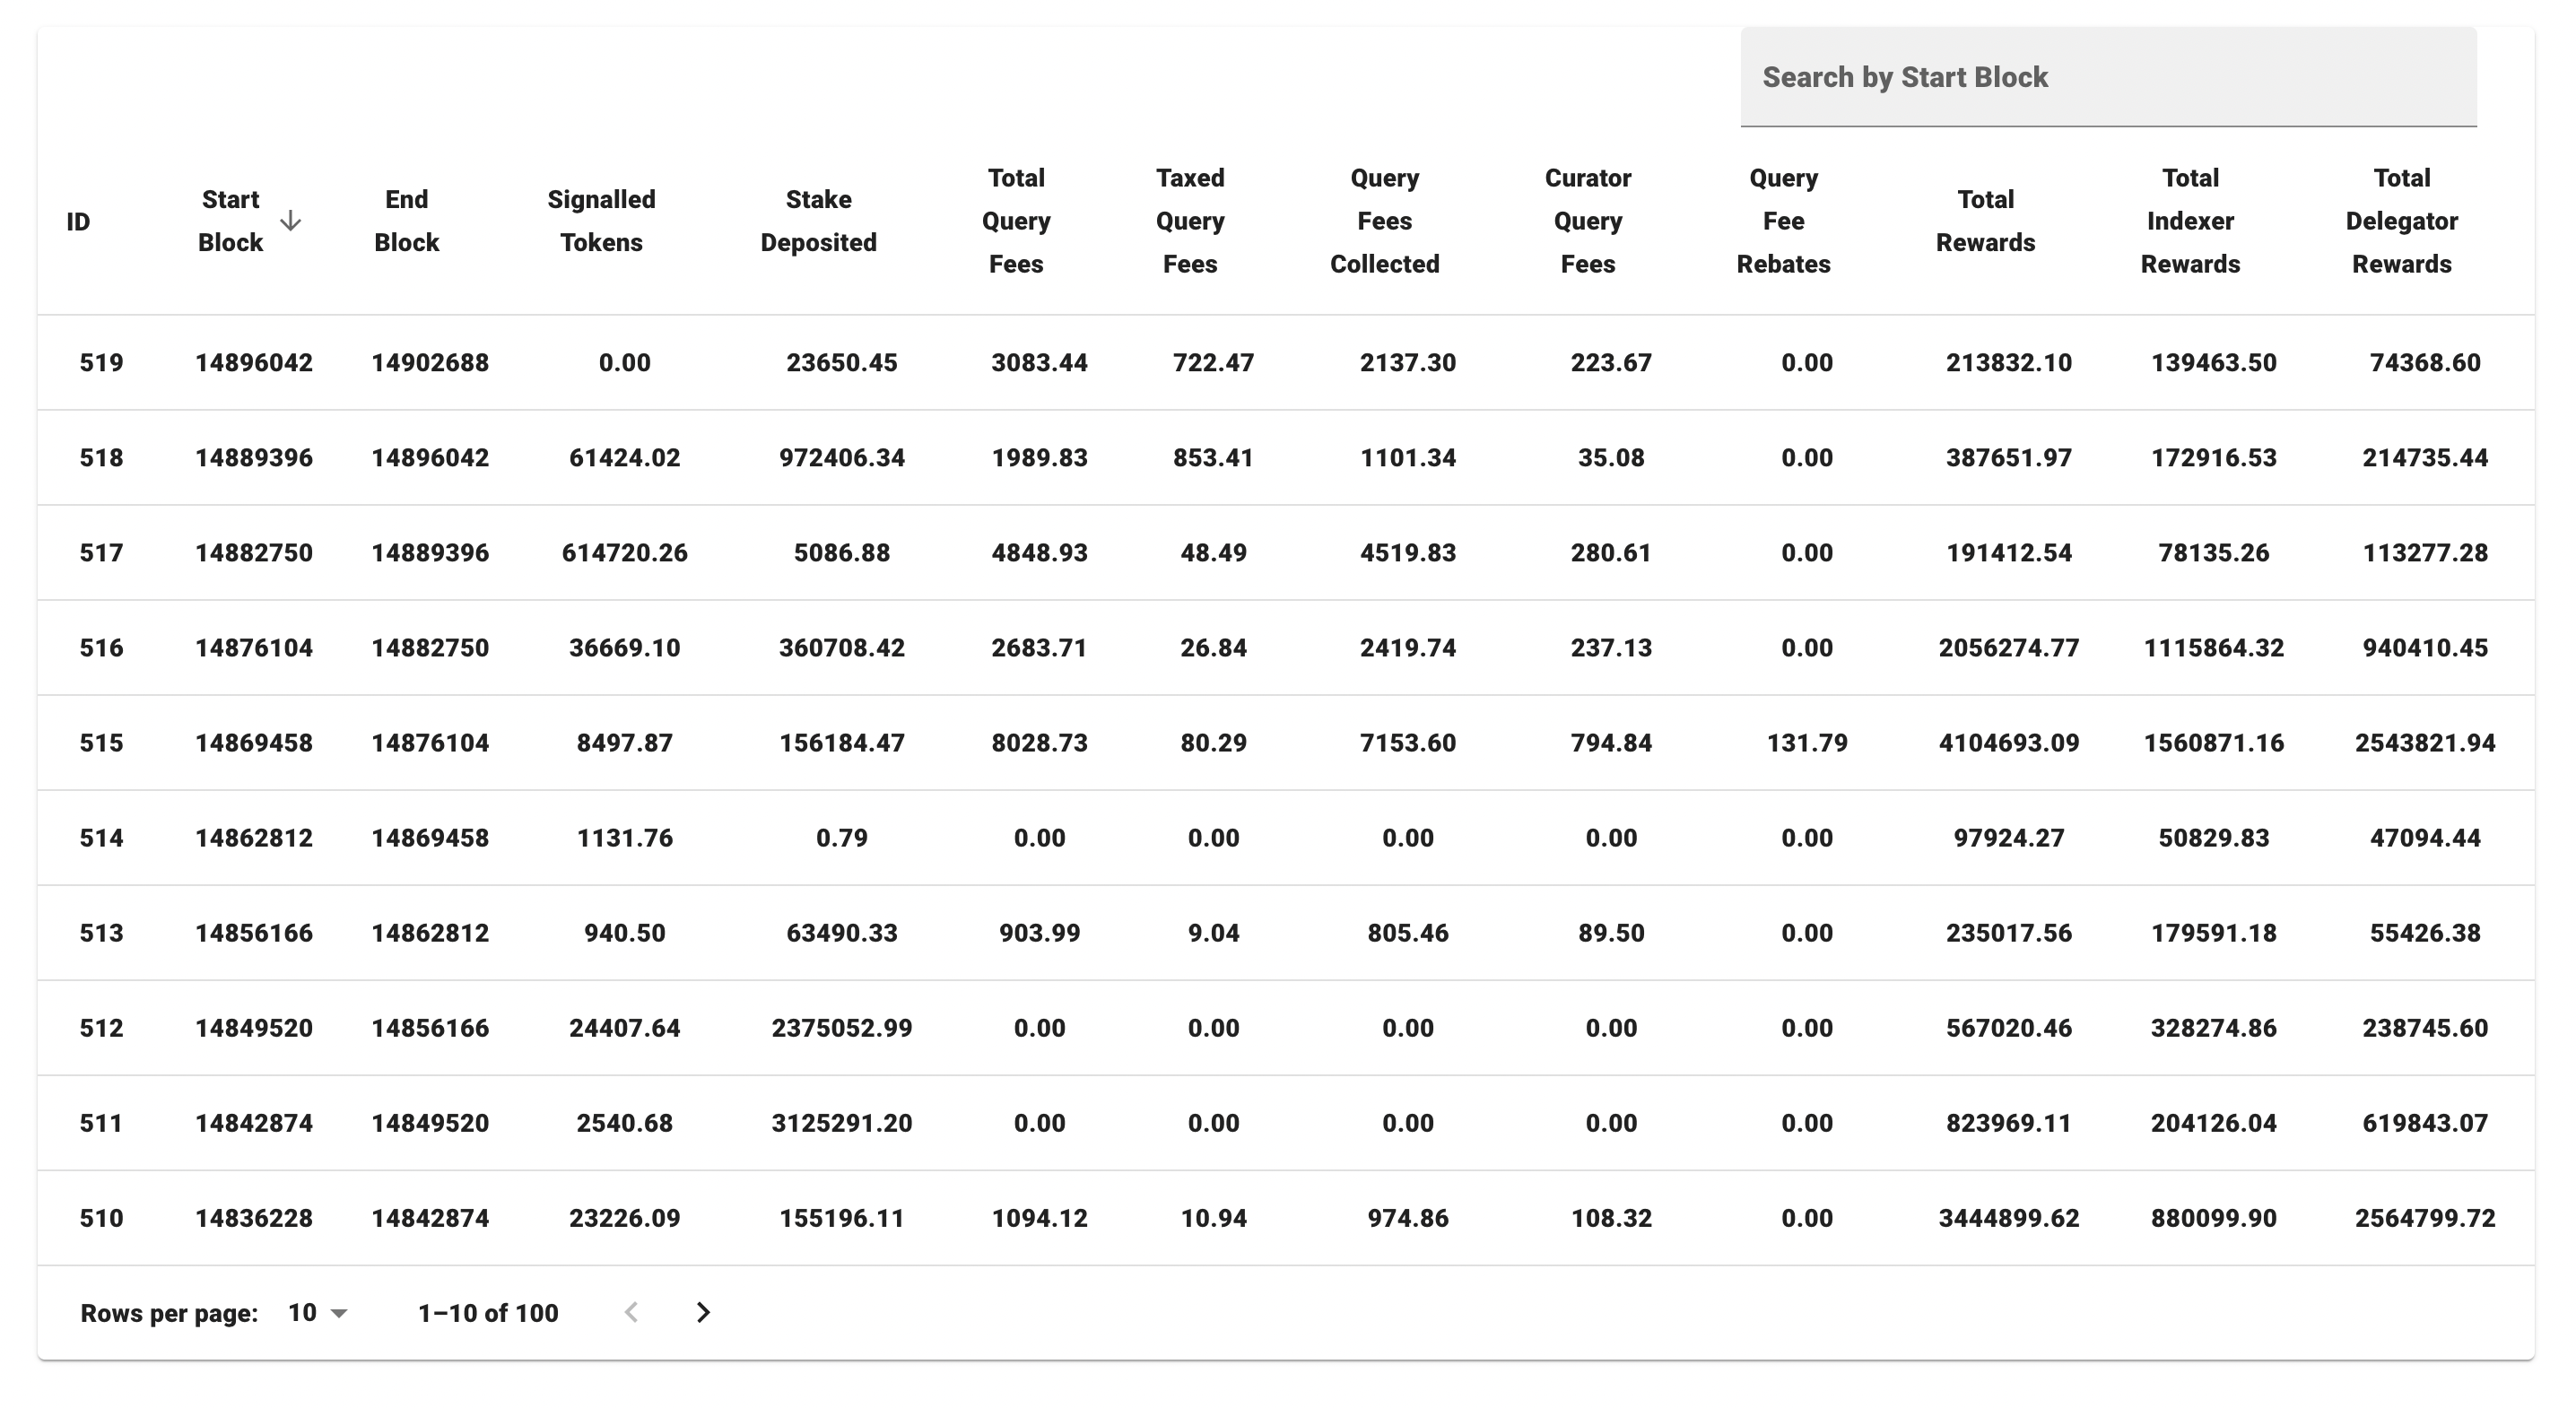 Search by Start Block
ID Start Block End Block Signalled Tokens Stake Deposited Total Query Fees Taxed Query Fees Query Fees Collected Curator Query Fees Query Fee Rebates Total Rewards Total Indexer Rewards Total Delegator Rewards
519 14896042 14902688 0.00 23650.45 3083.44 722.47 2137.30 223.67 0.00 213832.10 139463.50 74368.60
518 14889396 14896042 61424.02 972406.34 1989.83 853.41 1101.34 35.08 0.00 387651.97 172916.53 214735.44
517 14882750 14889396 614720.26 5086.88 4848.93 48.49 4519.83 280.61 0.00 191412.54 78135.26 113277.28
516 14876104 14882750 36669.10 360708.42 2683.71 26.84 2419.74 237.13 0.00 2056274.77 1115864.32 940410.45
515 14869458 14876104 8497.87 156184.47 8028.73 80.29 7153.60 794.84 131.79 4104693.09 1560871.16 2543821.94
514 14862812 14869458 1131.76 0.79 0.00 0.00 0.00 0.00 0.00 97924.27 50829.83 47094.44
513 14856166 14862812 940.50 63490.33 903.99 9.04 805.46 89.50 0.00 235017.56 179591.18 55426.38
512 14849520 14856166 24407.64 2375052.99 0.00 0.00 0.00 0.00 0.00 567020.46 328274.86 238745.60
511 14842874 14849520 2540.68 3125291.20 0.00 0.00 0.00 0.00 0.00 823969.11 204126.04 619843.07
510 14836228 14842874 23226.09 155196.11 1094.12 10.94 974.86 108.32 0.00 3444899.62 880099.90 2564799.72
Rows per page: 10 1–10 of 100